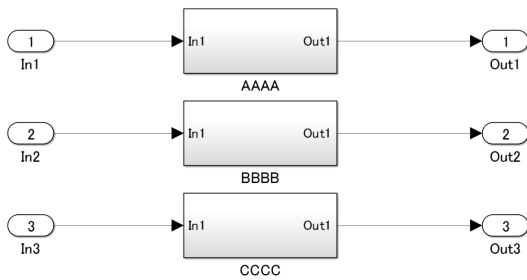 1 In1 Out1 1
In1 AAAA Out1
2 In1 Out1 2
In2 BBBB Out2
3 In1 Out1 3
In3 CCCC Out3